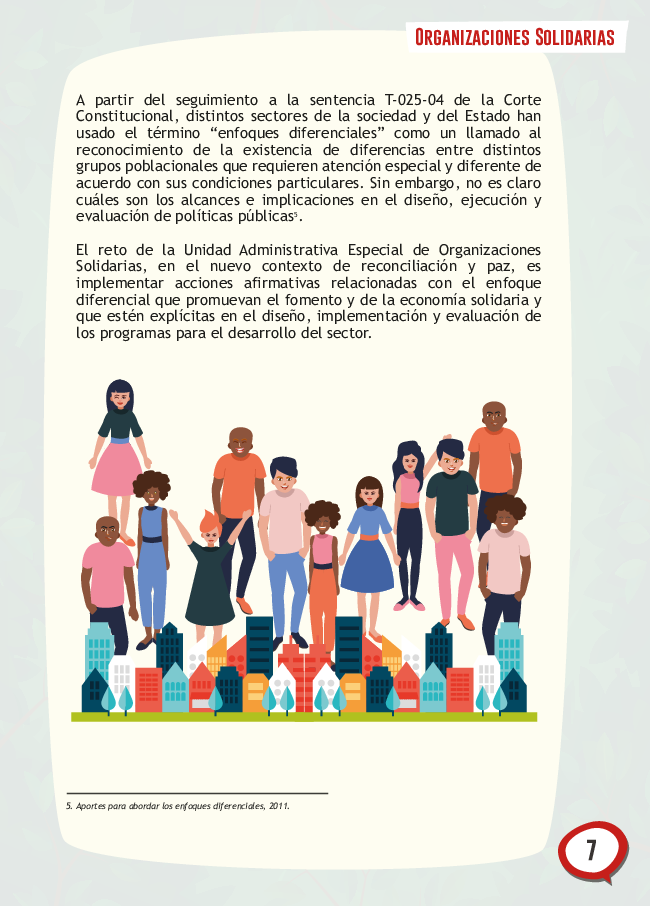 ORGANIZACIONES SOLIDARIAS
A partir del seguimiento a la sentencia T-025-04 de la Corte
Constitucional, distintos sectores de la sociedad y del Estado han
usado el término “enfoques diferenciales” como un llamado al
reconocimiento de la existencia de diferencias entre distintos
grupos poblacionales que requieren atención especial y diferente de
acuerdo con sus condiciones particulares. Sin embargo, no es claro
cuáles son los alcances e implicaciones en el diseño, ejecución y
evaluación de políticas públicas⁵.
El reto de la Unidad Administrativa Especial de Organizaciones
Solidarias, en el nuevo contexto de reconciliación y paz, es
implementar acciones afirmativas relacionadas con el enfoque
diferencial que promuevan el fomento y de la economía solidaria y
que estén explícitas en el diseño, implementación y evaluación de
los programas para el desarrollo del sector.
5. Aportes para abordar los enfoques diferenciales, 2011.
7